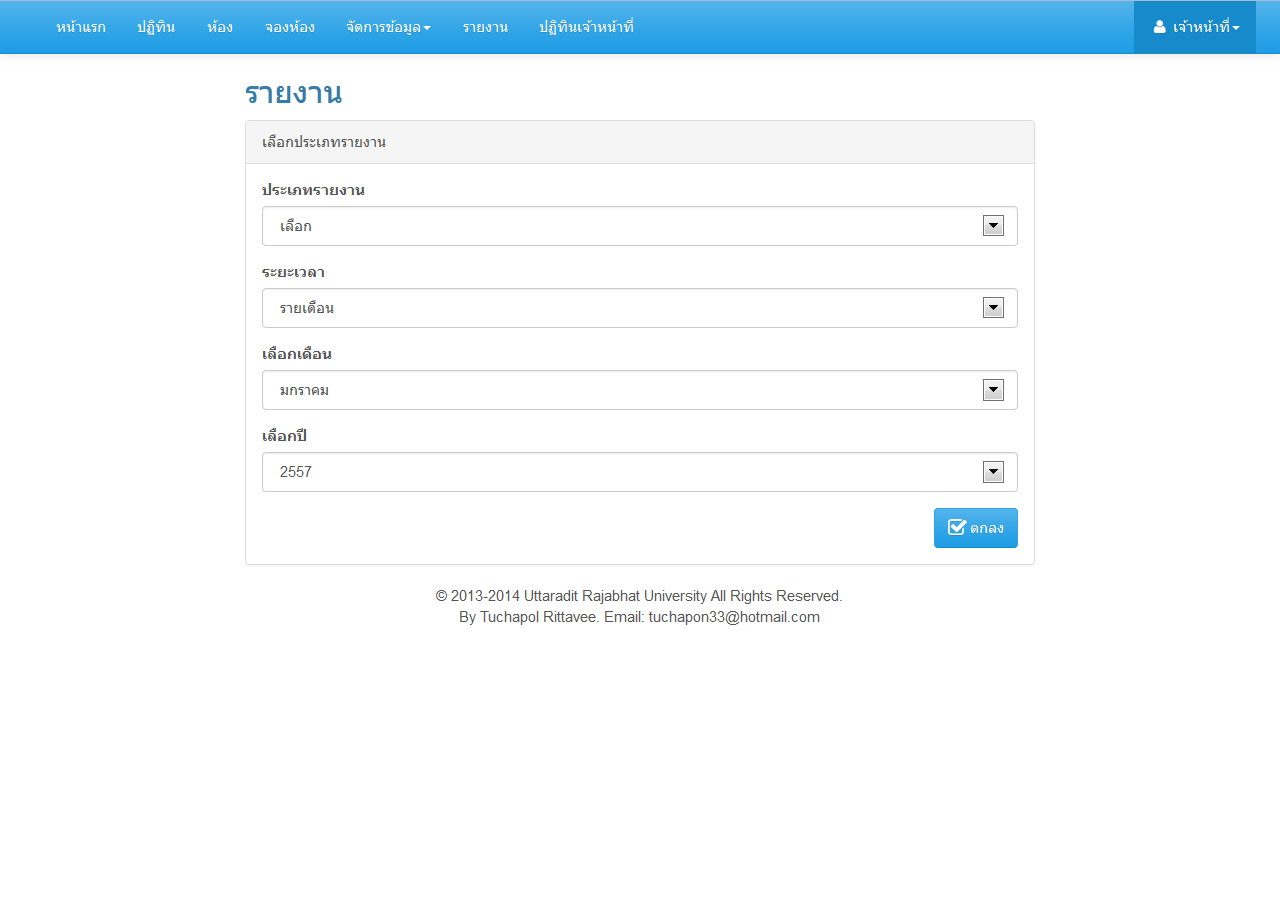 หน้าแรก ปฏิทิน ห้อง จองห้อง จัดการข้อมูล รายงาน ปฏิทินเจ้าหน้าที่ เจ้าหน้าที่
รายงาน
เลือกประเภทรายงาน
ประเภทรายงาน
เลือก
ระยะเวลา
รายเดือน
เลือกเดือน
มกราคม
เลือกปี
2557
ตกลง
© 2013-2014 Uttaradit Rajabhat University All Rights Reserved.
By Tuchapol Rittavee. Email: tuchapon33@hotmail.com